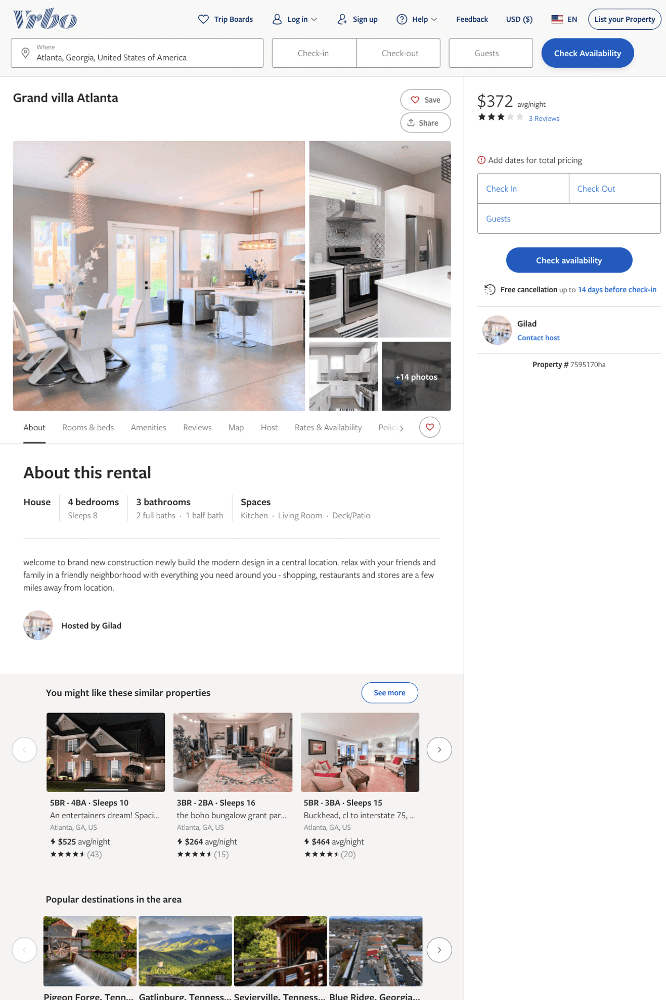 Vrbo
Trip Boards
Log in
Sign up
Help
Feedback
USD ($)
EN
List your Property
Where
Atlanta, Georgia, United States of America
Check-in
Check-out
Guests
Check Availability
Grand villa Atlanta
Save
Share
$372 avg/night
3 Reviews
Add dates for total pricing
Check In
Check Out
Guests
Check availability
Free cancellation up to 14 days before check-in
Gilad
Contact host
Property # 7595170ha
+14 photos
About
Rooms & beds
Amenities
Reviews
Map
Host
Rates & Availability
Polici
About this rental
House
4 bedrooms
Sleeps 8
3 bathrooms
2 full baths · 1 half bath
Spaces
Kitchen · Living Room · Deck/Patio
welcome to brand new construction newly build the modern design in a central location. relax with your friends and
family in a friendly neighborhood with everything you need around you - shopping, restaurants and stores are a few
miles away from location.
Hosted by Gilad
You might like these similar properties
See more
5BR · 4BA · Sleeps 10
An entertainers dream! Spaci...
Atlanta, GA, US
$525 avg/night
(43)
3BR · 2BA · Sleeps 16
the boho bungalow grant par...
Atlanta, GA, US
$264 avg/night
(15)
5BR · 3BA · Sleeps 15
Buckhead, cl to interstate 75, ...
Atlanta, GA, US
$464 avg/night
(20)
Popular destinations in the area
Pigeon Forge, Tenn...
Gatlinburg, Tenness...
Sevierville, Tenness...
Blue Ridge, Georgia...